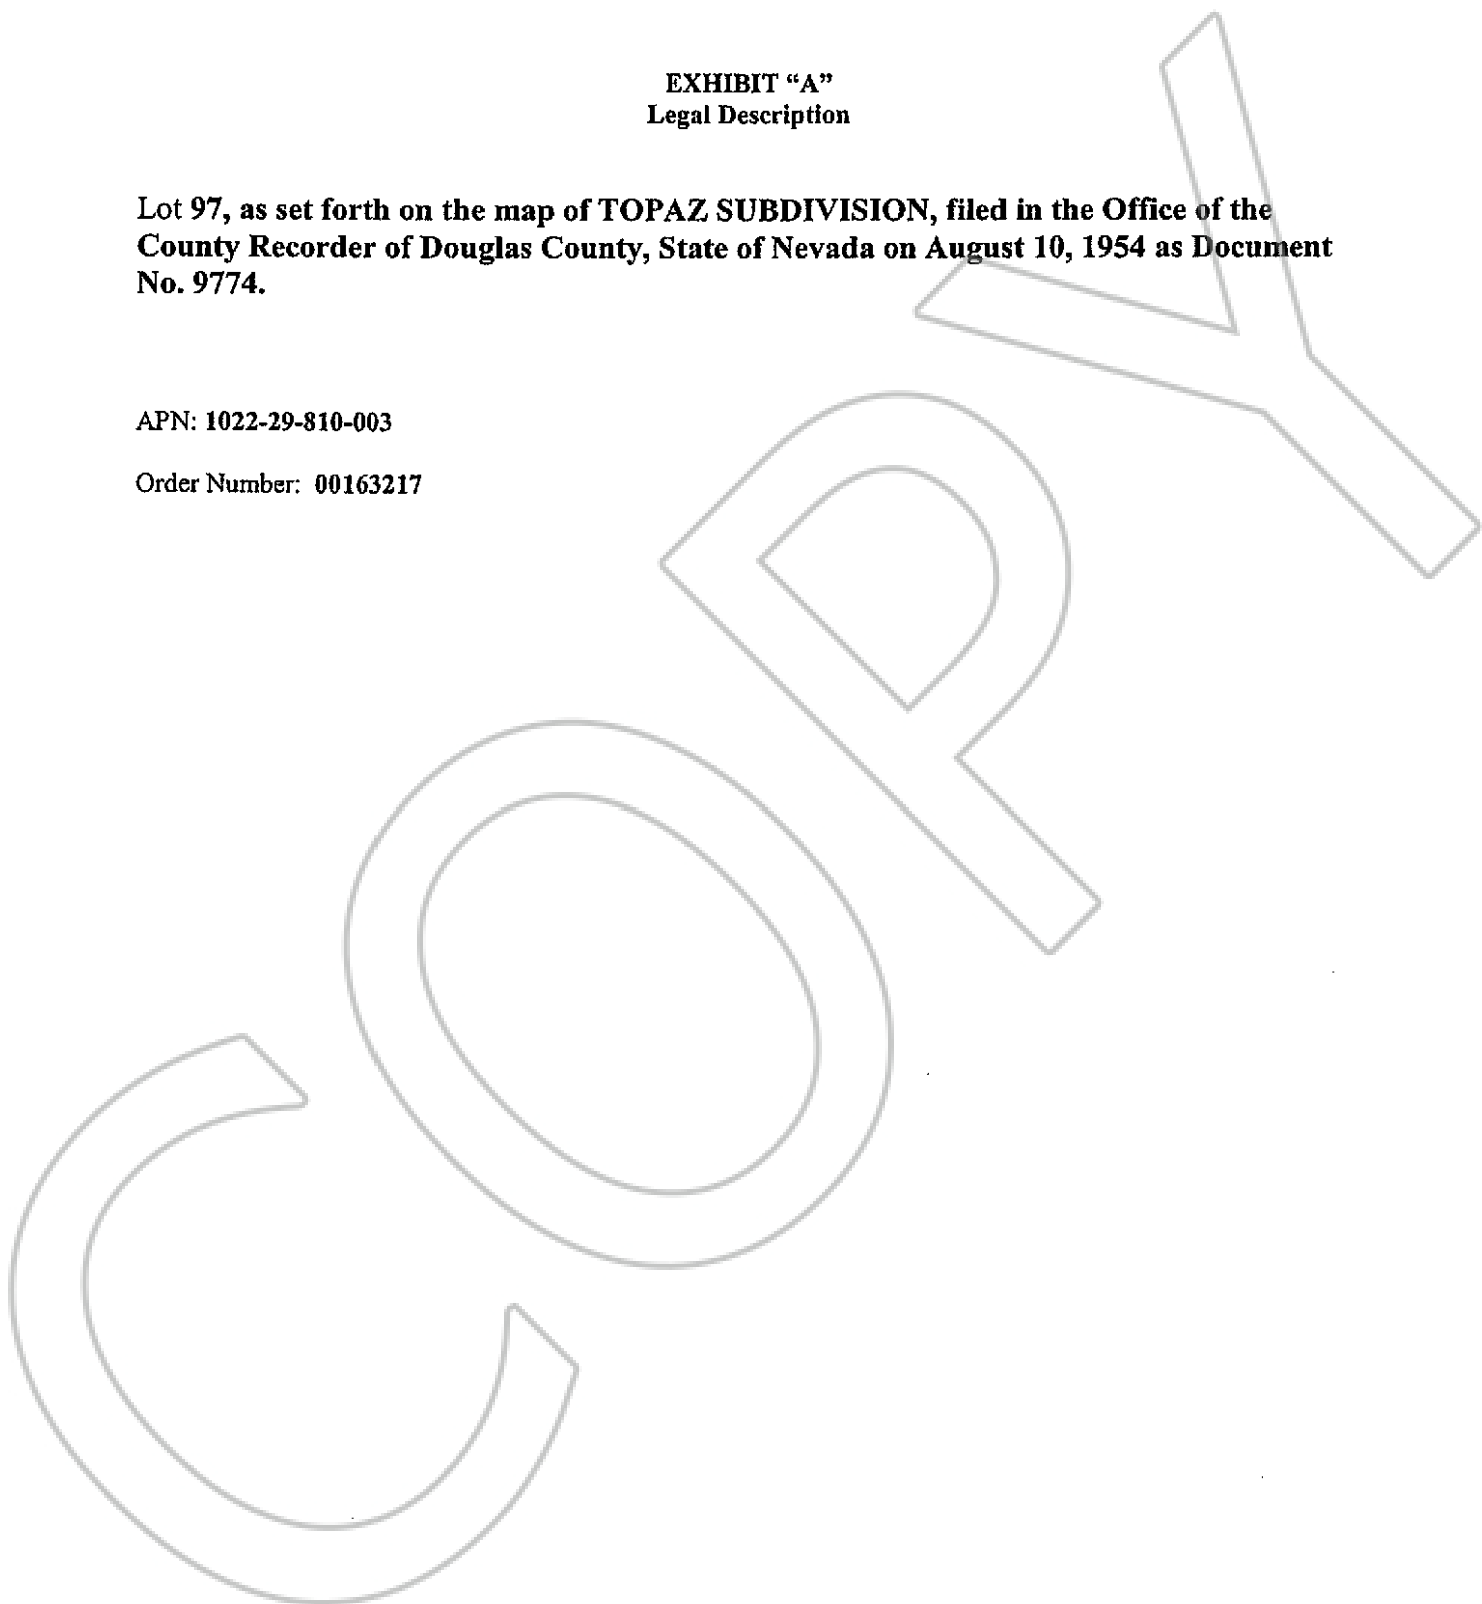 EXHIBIT “A”
Legal Description
Lot 97, as set forth on the map of TOPAZ SUBDIVISION, filed in the Office of the
County Recorder of Douglas County, State of Nevada on August 10, 1954 as Document
No. 9774.
APN: 1022-29-810-003
Order Number: 00163217
COPY